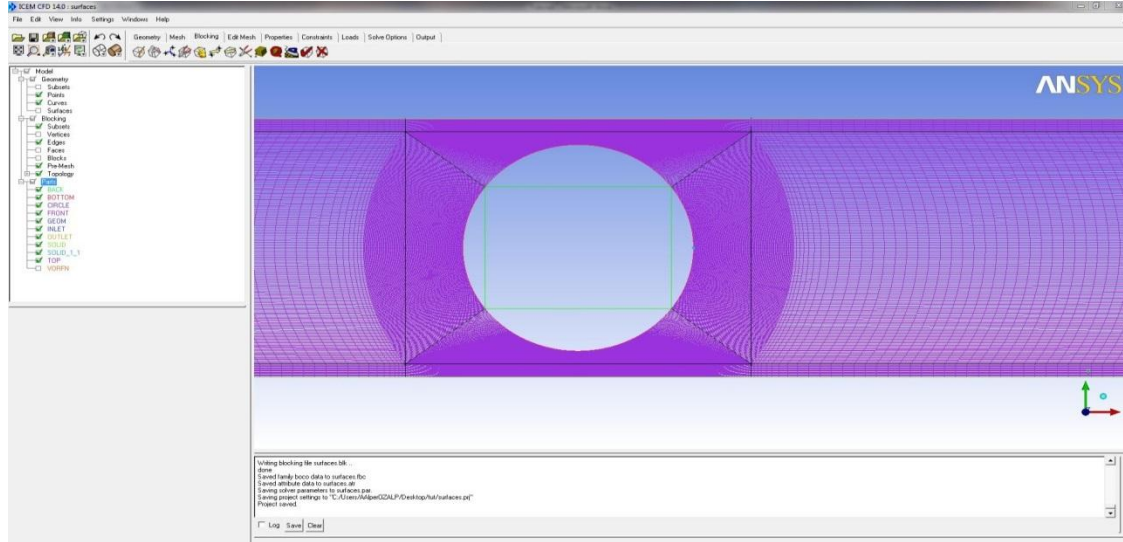 ICEM CFD 14.0 : surfaces
File Edit View Info Settings Windows Help
Geometry Mesh Blocking Edit Mesh Properties Constraints Loads Solve Options Output
Model
Geometry
Subsets
Points
Curves
Surfaces
Blocking
Subsets
Vertices
Edges
Faces
Blocks
Pre-Mesh
Topology
Parts
BACK
BOTTOM
CIRCLE
FRONT
GEOM
INLET
OUTLET
SOLID
SOLID_1_1
TOP
VORFN
ANSYS
Writing blocking file surfaces.blk ..
done
Saved family boco data to surfaces.fbc
Saved attribute data to surfaces.atr
Saving solver parameters to surfaces.par.
Saving project settings to
Project saved.
Log Save Clear